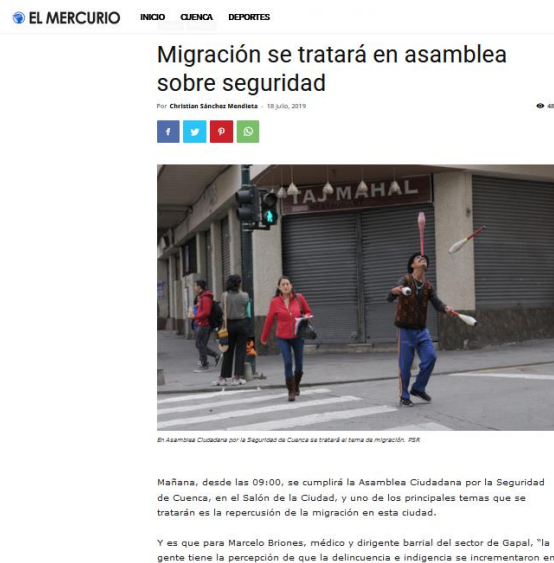 EL MERCURIO INICIO CUENCA DEPORTES
Migración se tratará en asamblea
sobre seguridad
Por Christian Sánchez Mendieta - 18 julio, 2019 48
TAJ MAHAL
En Asamblea Ciudadana por la Seguridad de Cuenca se tratará el tema de migración. PSR
Mañana, desde las 09:00, se cumplirá la Asamblea Ciudadana por la Seguridad
de Cuenca, en el Salón de la Ciudad, y uno de los principales temas que se
tratarán es la repercusión de la migración en esta ciudad.
Y es que para Marcelo Briones, médico y dirigente barrial del sector de Gapal, “la
gente tiene la percepción de que la delincuencia e indigencia se incrementaron en